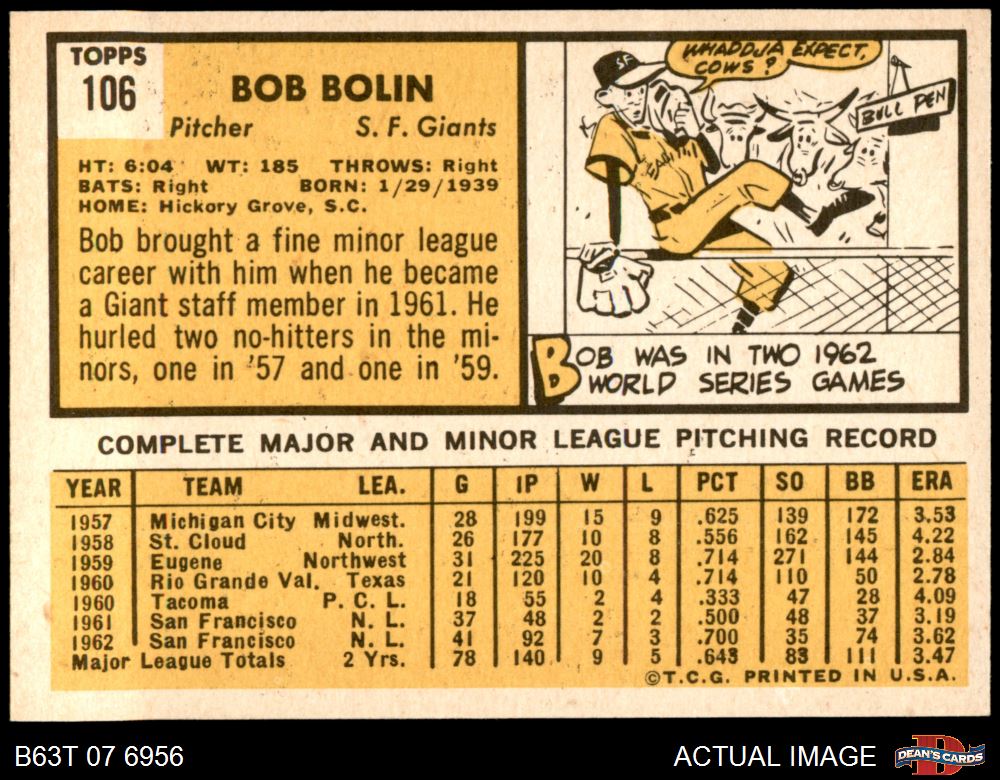 TOPPS
106
BOB BOLIN
Pitcher S. F. Giants
HT: 6:04 WT: 185 THROWS: Right
BATS: Right BORN: 1/29/1939
HOME: Hickory Grove, S.C.
Bob brought a fine minor league
career with him when he became
a Giant staff member in 1961. He
hurled two no-hitters in the mi-
nors, one in '57 and one in '59.
WHADDJA EXPECT,
COWS?
SF
BULL PEN
BOB WAS IN TWO 1962
WORLD SERIES GAMES
COMPLETE MAJOR AND MINOR LEAGUE PITCHING RECORD
YEAR TEAM LEA. G IP W L PCT SO BB ERA
1957 Michigan City Midwest. 28 199 15 9 .625 139 172 3.53
1958 St. Cloud North. 26 177 10 8 .556 162 145 4.22
1959 Eugene Northwest 31 225 20 8 .714 271 144 2.84
1960 Rio Grande Val. Texas 21 120 10 4 .714 110 50 2.78
1960 Tacoma P. C. L. 18 55 2 4 .333 47 28 4.09
1961 San Francisco N. L. 37 48 2 2 .500 48 37 3.19
1962 San Francisco N. L. 41 92 7 3 .700 35 74 3.62
Major League Totals 2 Yrs. 78 140 9 5 .643 83 111 3.47
©T.C.G. PRINTED IN U.S.A.
B63T 07 6956 ACTUAL IMAGE DEAN'S CARDS